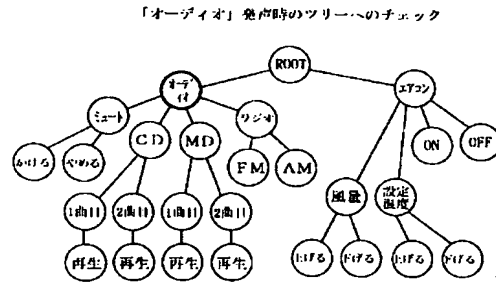 「オーディオ」発声時のツリーへのチェック
ROOT
オーディオ
エアコン
ミュート
CD
MD
ラジオ
ON
OFF
かける
やめる
FM
AM
風量
設定温度
1曲目
2曲目
1曲目
2曲目
再生
再生
再生
再生
上げる
下げる
上げる
下げる